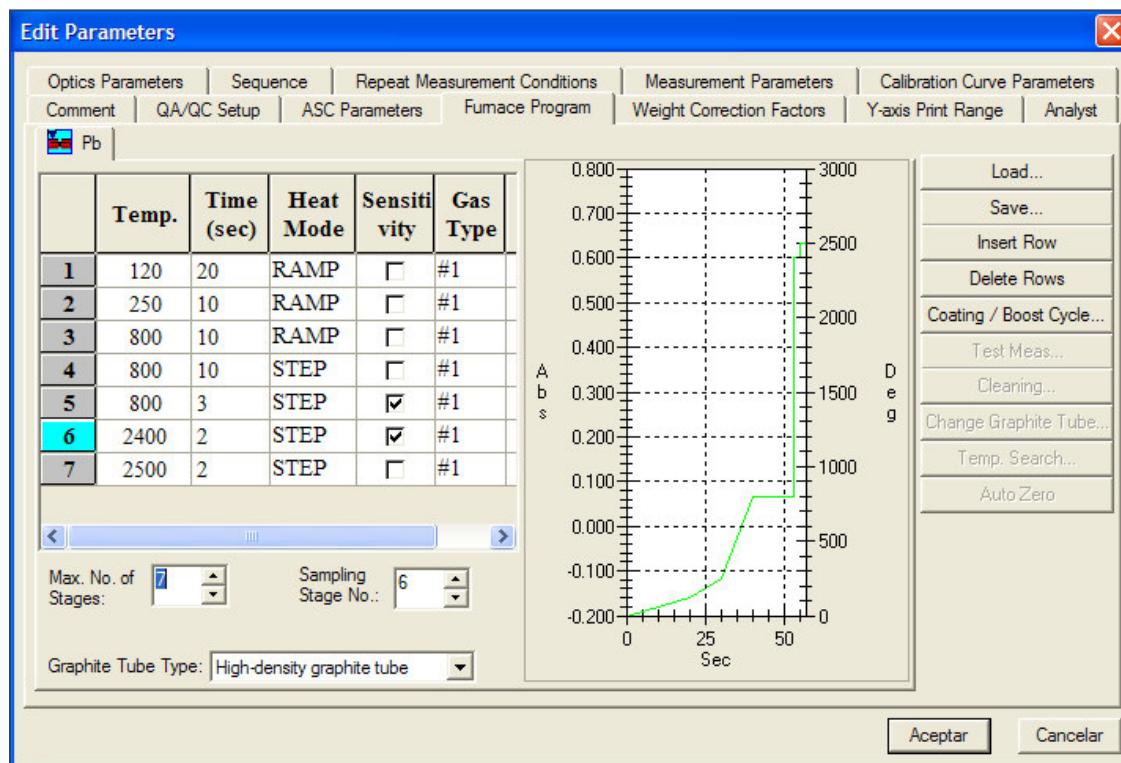 Edit Parameters
Optics Parameters Sequence Repeat Measurement Conditions Measurement Parameters Calibration Curve Parameters
Comment QA/QC Setup ASC Parameters Furnace Program Weight Correction Factors Y-axis Print Range Analyst
Pb
Temp. Time (sec) Heat Mode Sensiti vity Gas Type
1 120 20 RAMP #1
2 250 10 RAMP #1
3 800 10 RAMP #1
4 800 10 STEP #1
5 800 3 STEP #1
6 2400 2 STEP #1
7 2500 2 STEP #1
Max. No. of Stages: 7
Sampling Stage No.: 6
Graphite Tube Type: High-density graphite tube
0.800
0.700
0.600
0.500
0.400
0.300
0.200
0.100
0.000
-0.100
-0.200
Abs
3000
2500
2000
1500
1000
500
0
Deg
0 25 50
Sec
Load...
Save...
Insert Row
Delete Rows
Coating / Boost Cycle...
Test Meas...
Cleaning...
Change Graphite Tube...
Temp. Search...
Auto Zero
Aceptar Cancelar